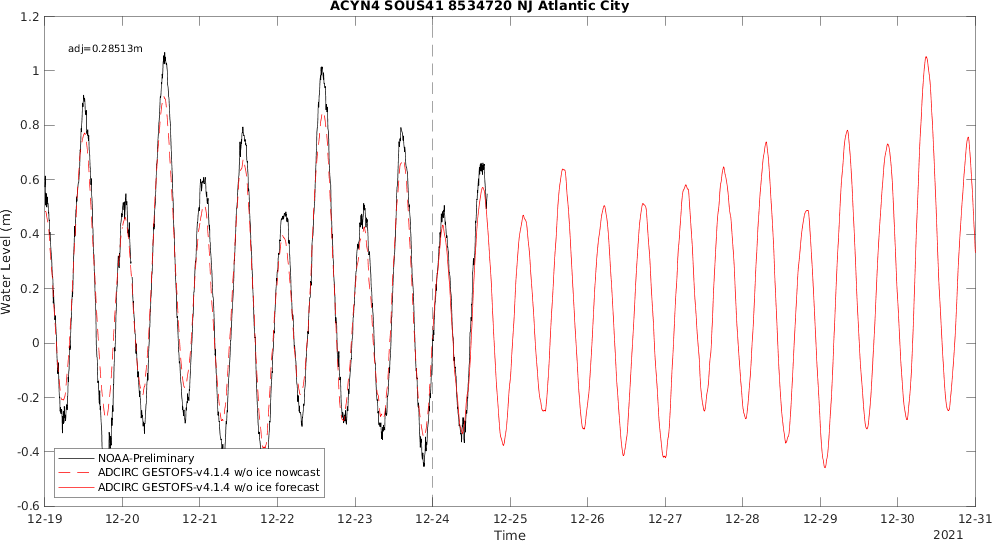 ACYN4 SOUS41 8534720 NJ Atlantic City
adj=0.28513m
Water Level (m)
1.2
1
0.8
0.6
0.4
0.2
0
-0.2
-0.4
-0.6
NOAA-Preliminary
ADCIRC GESTOFS-v4.1.4 w/o ice nowcast
ADCIRC GESTOFS-v4.1.4 w/o ice forecast
12-19 12-20 12-21 12-22 12-23 12-24 12-25 12-26 12-27 12-28 12-29 12-30 12-31
Time
2021